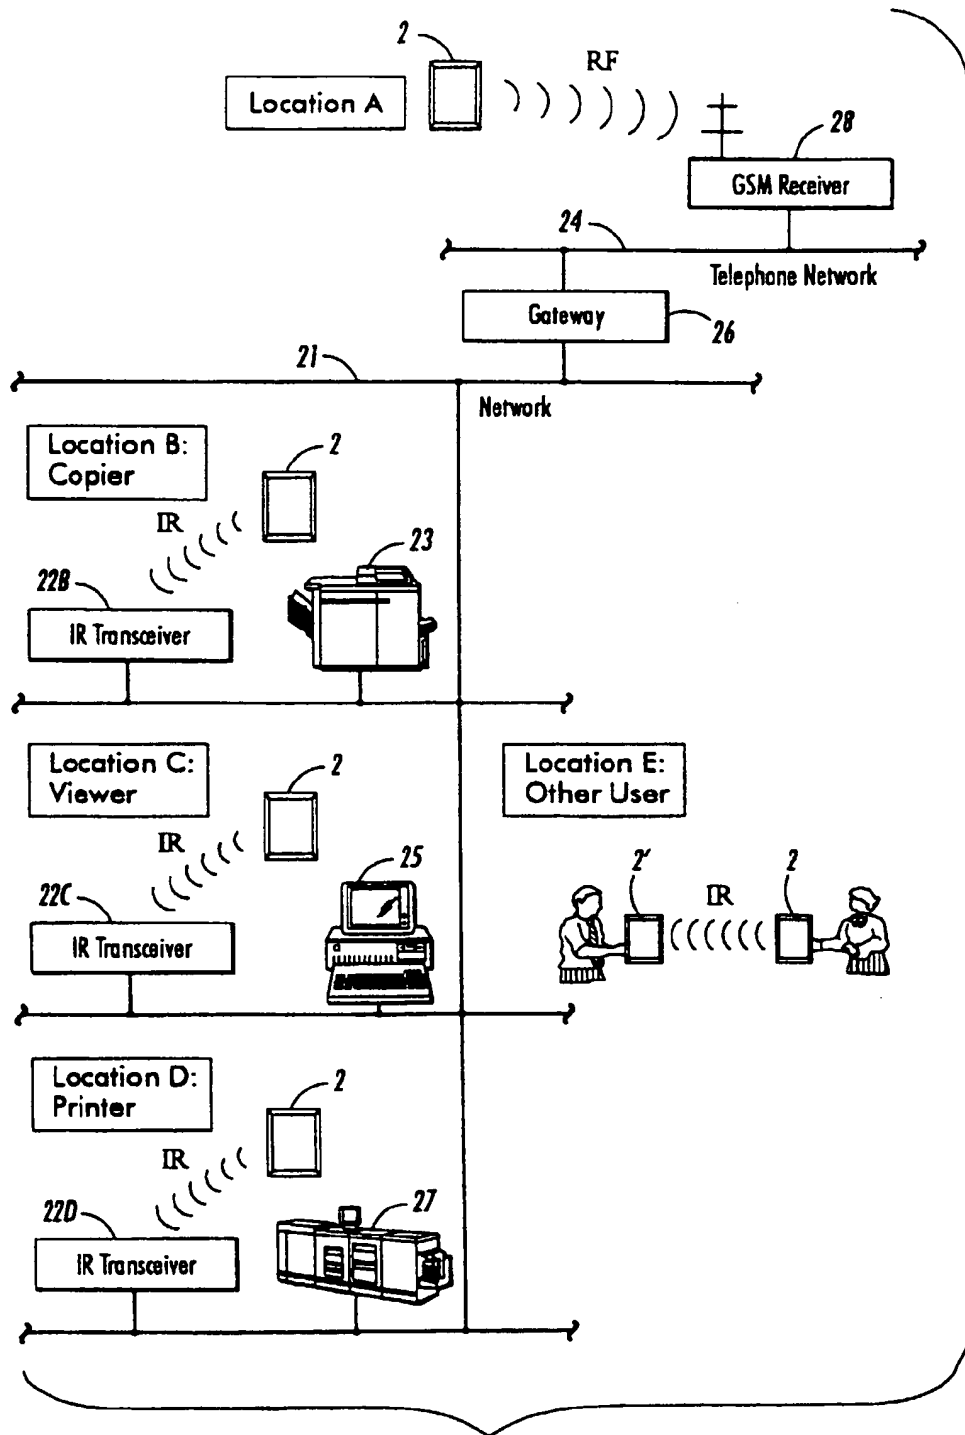 2
RF
Location A
28
GSM Receiver
24
Telephone Network
Gateway
26
21
Network
Location B:
Copier
2
IR
23
22B
IR Transceiver
Location C:
Viewer
2
IR
25
22C
IR Transceiver
Location E:
Other User
2'
IR
2
Location D:
Printer
2
IR
27
22D
IR Transceiver